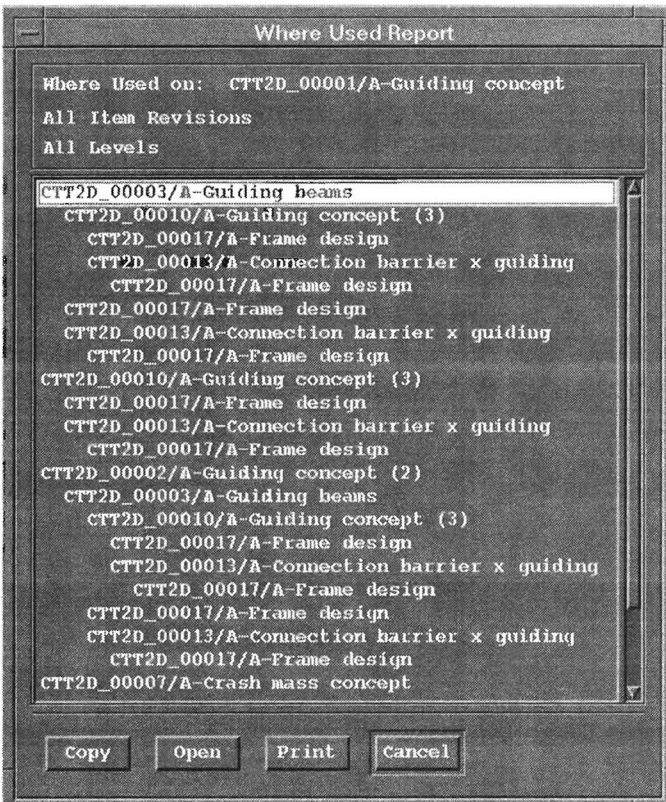 Where Used Report
Where Used on: CTT2D_00001/A-Guiding concept
All Item Revisions
All Levels
CTT2D_00003/A-Guiding beams
CTT2D_00010/A-Guiding concept (3)
CTT2D_00017/A-Frame design
CTT2D_00013/A-Connection barrier x guiding
CTT2D_00017/A-Frame design
CTT2D_00017/A-Frame design
CTT2D_00013/A-Connection barrier x guiding
CTT2D_00017/A-Frame design
CTT2D_00010/A-Guiding concept (3)
CTT2D_00017/A-Frame design
CTT2D_00013/A-Connection barrier x guiding
CTT2D_00017/A-Frame design
CTT2D_00002/A-Guiding concept (2)
CTT2D_00003/A-Guiding beams
CTT2D_00010/A-Guiding concept (3)
CTT2D_00017/A-Frame design
CTT2D_00013/A-Connection barrier x guiding
CTT2D_00017/A-Frame design
CTT2D_00017/A-Frame design
CTT2D_00013/A-Connection barrier x guiding
CTT2D_00017/A-Frame design
CTT2D_00007/A-Crash mass concept
Copy Open Print Cancel